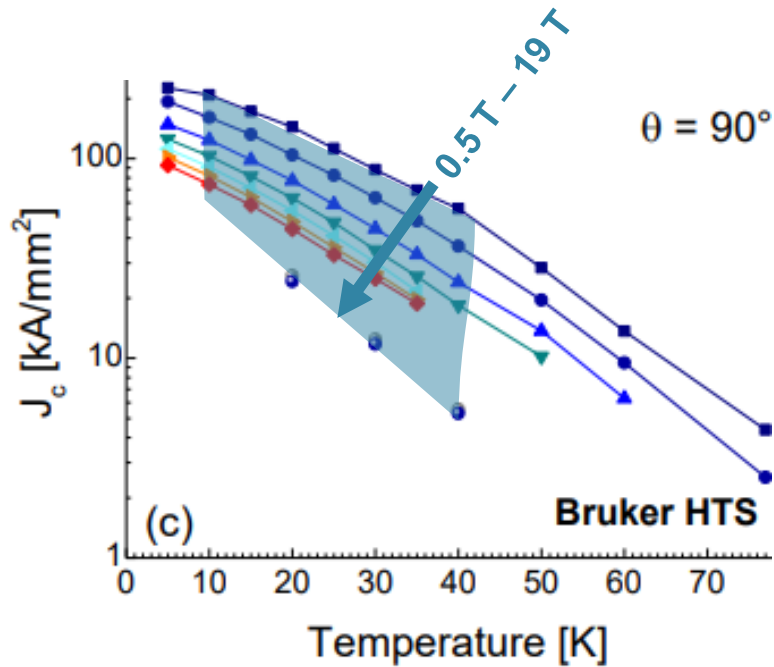 0.5 T – 19 T
θ = 90°
J_c [kA/mm²]
100
10
1
(c)
Bruker HTS
0 10 20 30 40 50 60 70
Temperature [K]